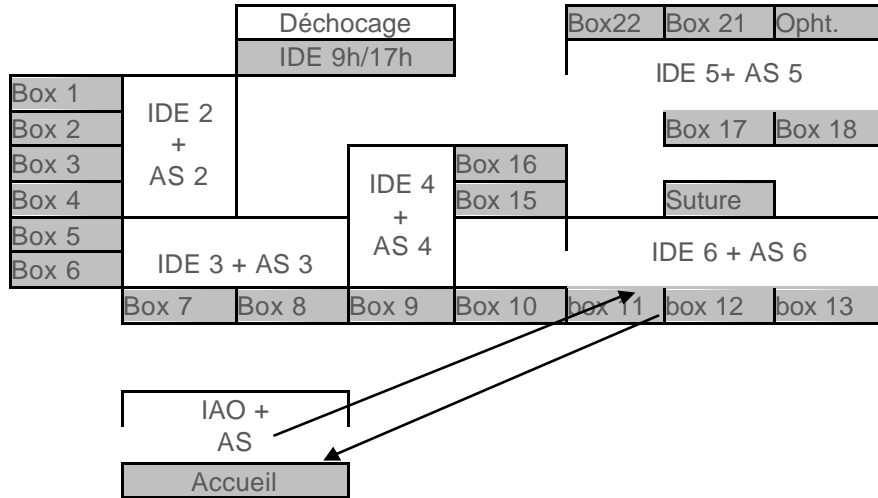 Déchocage
IDE 9h/17h
Box22 Box 21 Opht.
IDE 5+ AS 5
Box 1
Box 2
Box 3
Box 4
Box 5
Box 6
IDE 2
+
AS 2
Box 17 Box 18
IDE 4
+
AS 4
Box 16
Box 15
Suture
IDE 3 + AS 3
IDE 6 + AS 6
Box 7 Box 8 Box 9 Box 10 box 11 box 12 box 13
IAO +
AS
Accueil